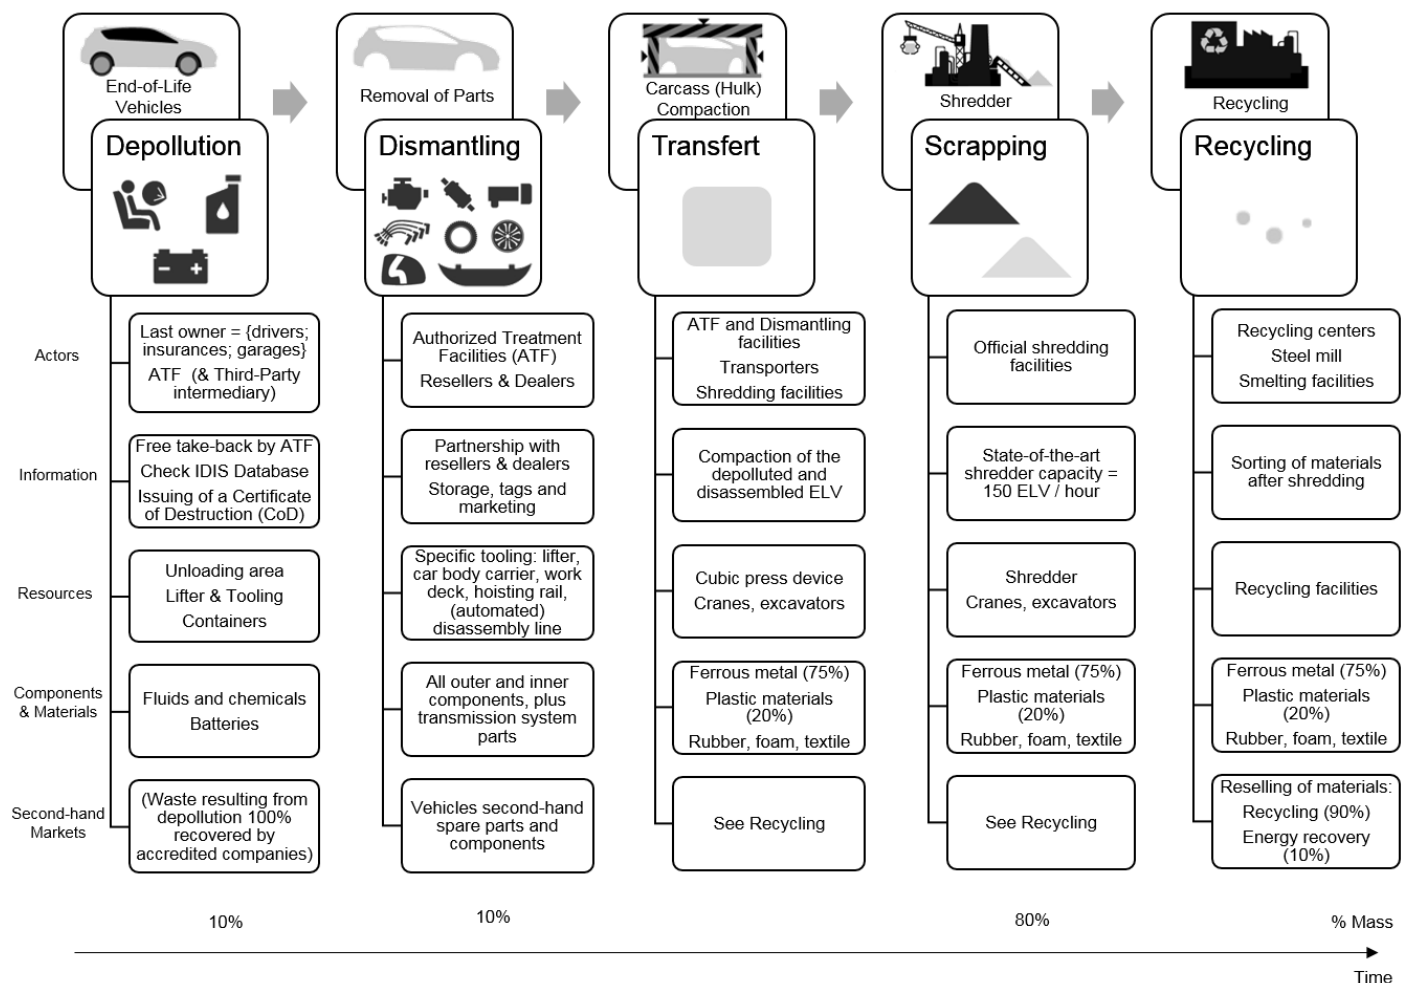 End-of-Life
Vehicles
Removal of Parts
Carcass (Hulk)
Compaction
Shredder
Recycling
Depollution
Dismantling
Transfert
Scrapping
Recycling
Actors
Last owner = {drivers;
insurances; garages}
ATF (& Third-Party
intermediary)
Authorized Treatment
Facilities (ATF)
Resellers & Dealers
ATF and Dismantling
facilities
Transporters
Shredding facilities
Official shredding
facilities
Recycling centers
Steel mill
Smelting facilities
Information
Free take-back by ATF
Check IDIS Database
Issuing of a Certificate
of Destruction (CoD)
Partnership with
resellers & dealers
Storage, tags and
marketing
Compaction of the
depolluted and
disassembled ELV
State-of-the-art
shredder capacity =
150 ELV / hour
Sorting of materials
after shredding
Resources
Unloading area
Lifter & Tooling
Containers
Specific tooling: lifter,
car body carrier, work
deck, hoisting rail,
(automated)
disassembly line
Cubic press device
Cranes, excavators
Shredder
Cranes, excavators
Recycling facilities
Components
& Materials
Fluids and chemicals
Batteries
All outer and inner
components, plus
transmission system
parts
Ferrous metal (75%)
Plastic materials
(20%)
Rubber, foam, textile
Ferrous metal (75%)
Plastic materials
(20%)
Rubber, foam, textile
Ferrous metal (75%)
Plastic materials
(20%)
Rubber, foam, textile
Second-hand
Markets
(Waste resulting from
depollution 100%
recovered by
accredited companies)
Vehicles second-hand
spare parts and
components
See Recycling
See Recycling
Reselling of materials:
Recycling (90%)
Energy recovery
(10%)
10%
10%
80%
% Mass
Time